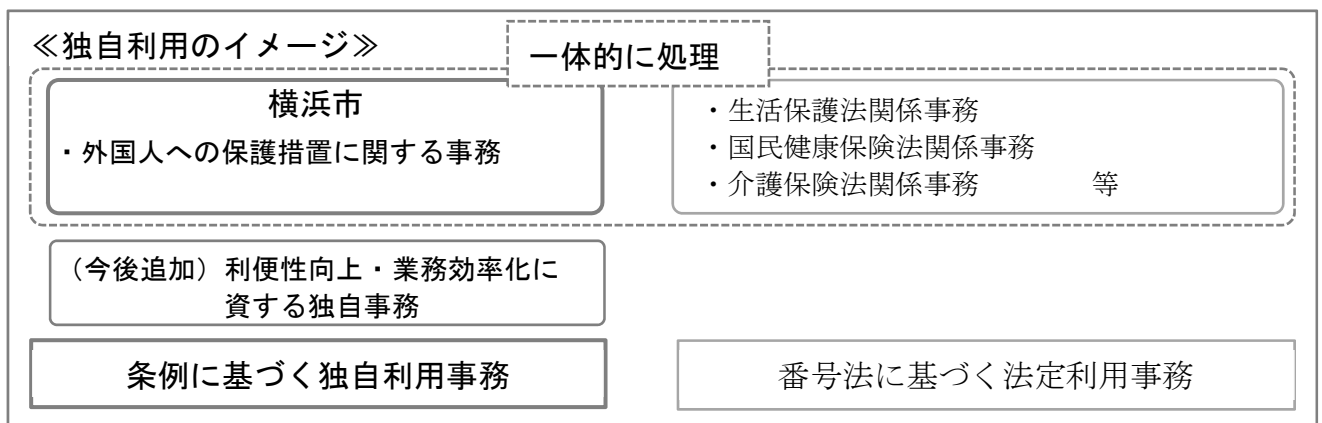 ≪独自利用のイメージ≫
一体的に処理
横浜市
・外国人への保護措置に関する事務
・生活保護法関係事務
・国民健康保険法関係事務
・介護保険法関係事務　　　　等
（今後追加）利便性向上・業務効率化に
資する独自事務
条例に基づく独自利用事務
番号法に基づく法定利用事務